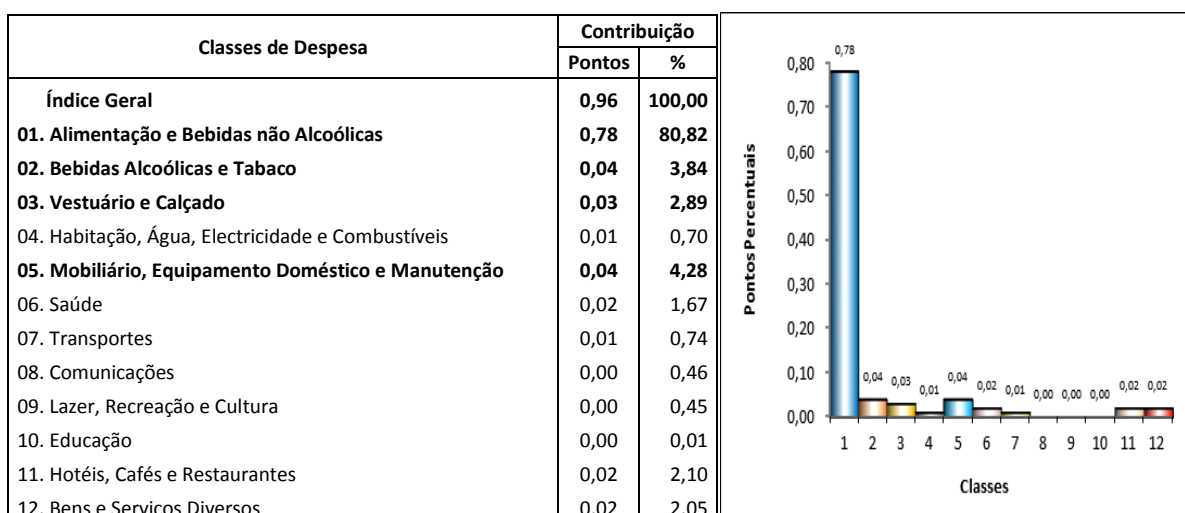 Classes de Despesa Contribuição
Pontos %
Índice Geral 0,96 100,00
01. Alimentação e Bebidas não Alcoólicas 0,78 80,82
02. Bebidas Alcoólicas e Tabaco 0,04 3,84
03. Vestuário e Calçado 0,03 2,89
04. Habitação, Água, Electricidade e Combustíveis 0,01 0,70
05. Mobiliário, Equipamento Doméstico e Manutenção 0,04 4,28
06. Saúde 0,02 1,67
07. Transportes 0,01 0,74
08. Comunicações 0,00 0,46
09. Lazer, Recreação e Cultura 0,00 0,45
10. Educação 0,00 0,01
11. Hotéis, Cafés e Restaurantes 0,02 2,10
12. Bens e Serviços Diversos 0,02 2,05
Pontos Percentuais
0,80
0,70
0,60
0,50
0,40
0,30
0,20
0,10
0,00
0,78 0,04 0,03 0,01 0,04 0,02 0,01 0,00 0,00 0,00 0,02 0,02
1 2 3 4 5 6 7 8 9 10 11 12
Classes